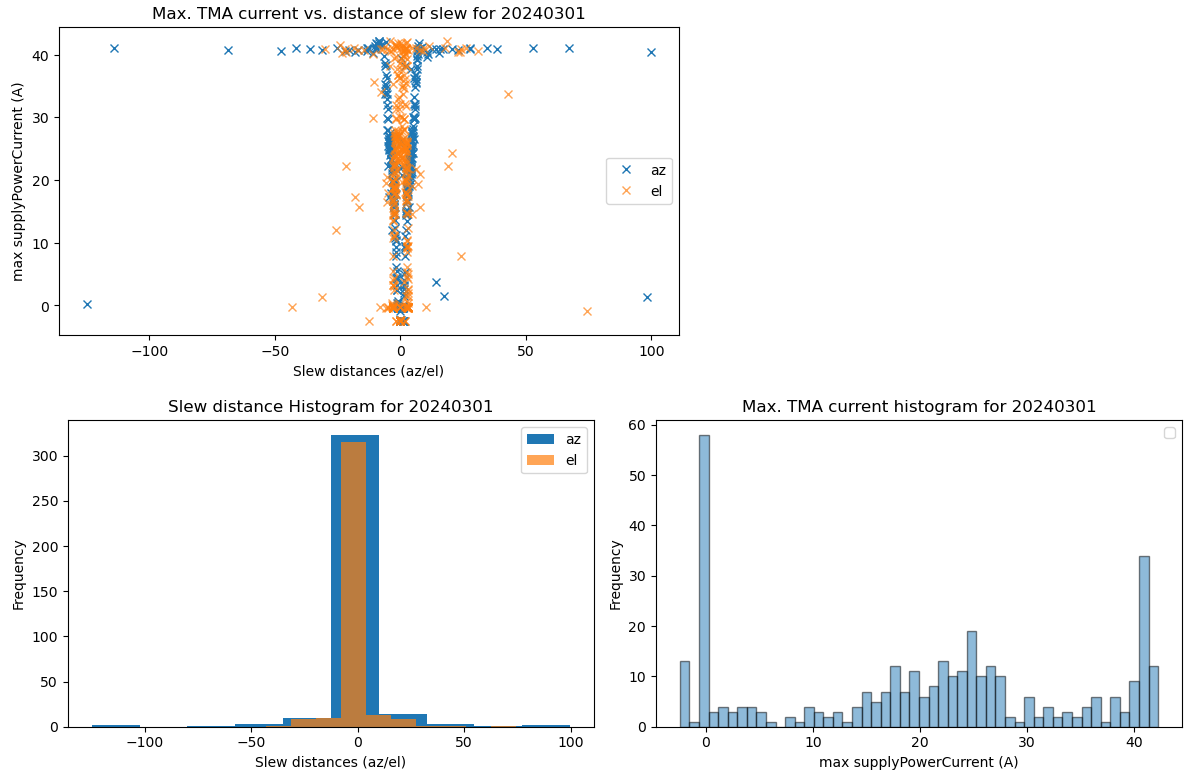 Max. TMA current vs. distance of slew for 20240301
max supplyPowerCurrent (A)
40
30
20
10
0
−100
−50
0
50
100
Slew distances (az/el)
az
el
Slew distance Histogram for 20240301
Frequency
300
250
200
150
100
50
0
−100
−50
0
50
100
Slew distances (az/el)
az
el
Max. TMA current histogram for 20240301
Frequency
60
50
40
30
20
10
0
0
10
20
30
40
max supplyPowerCurrent (A)